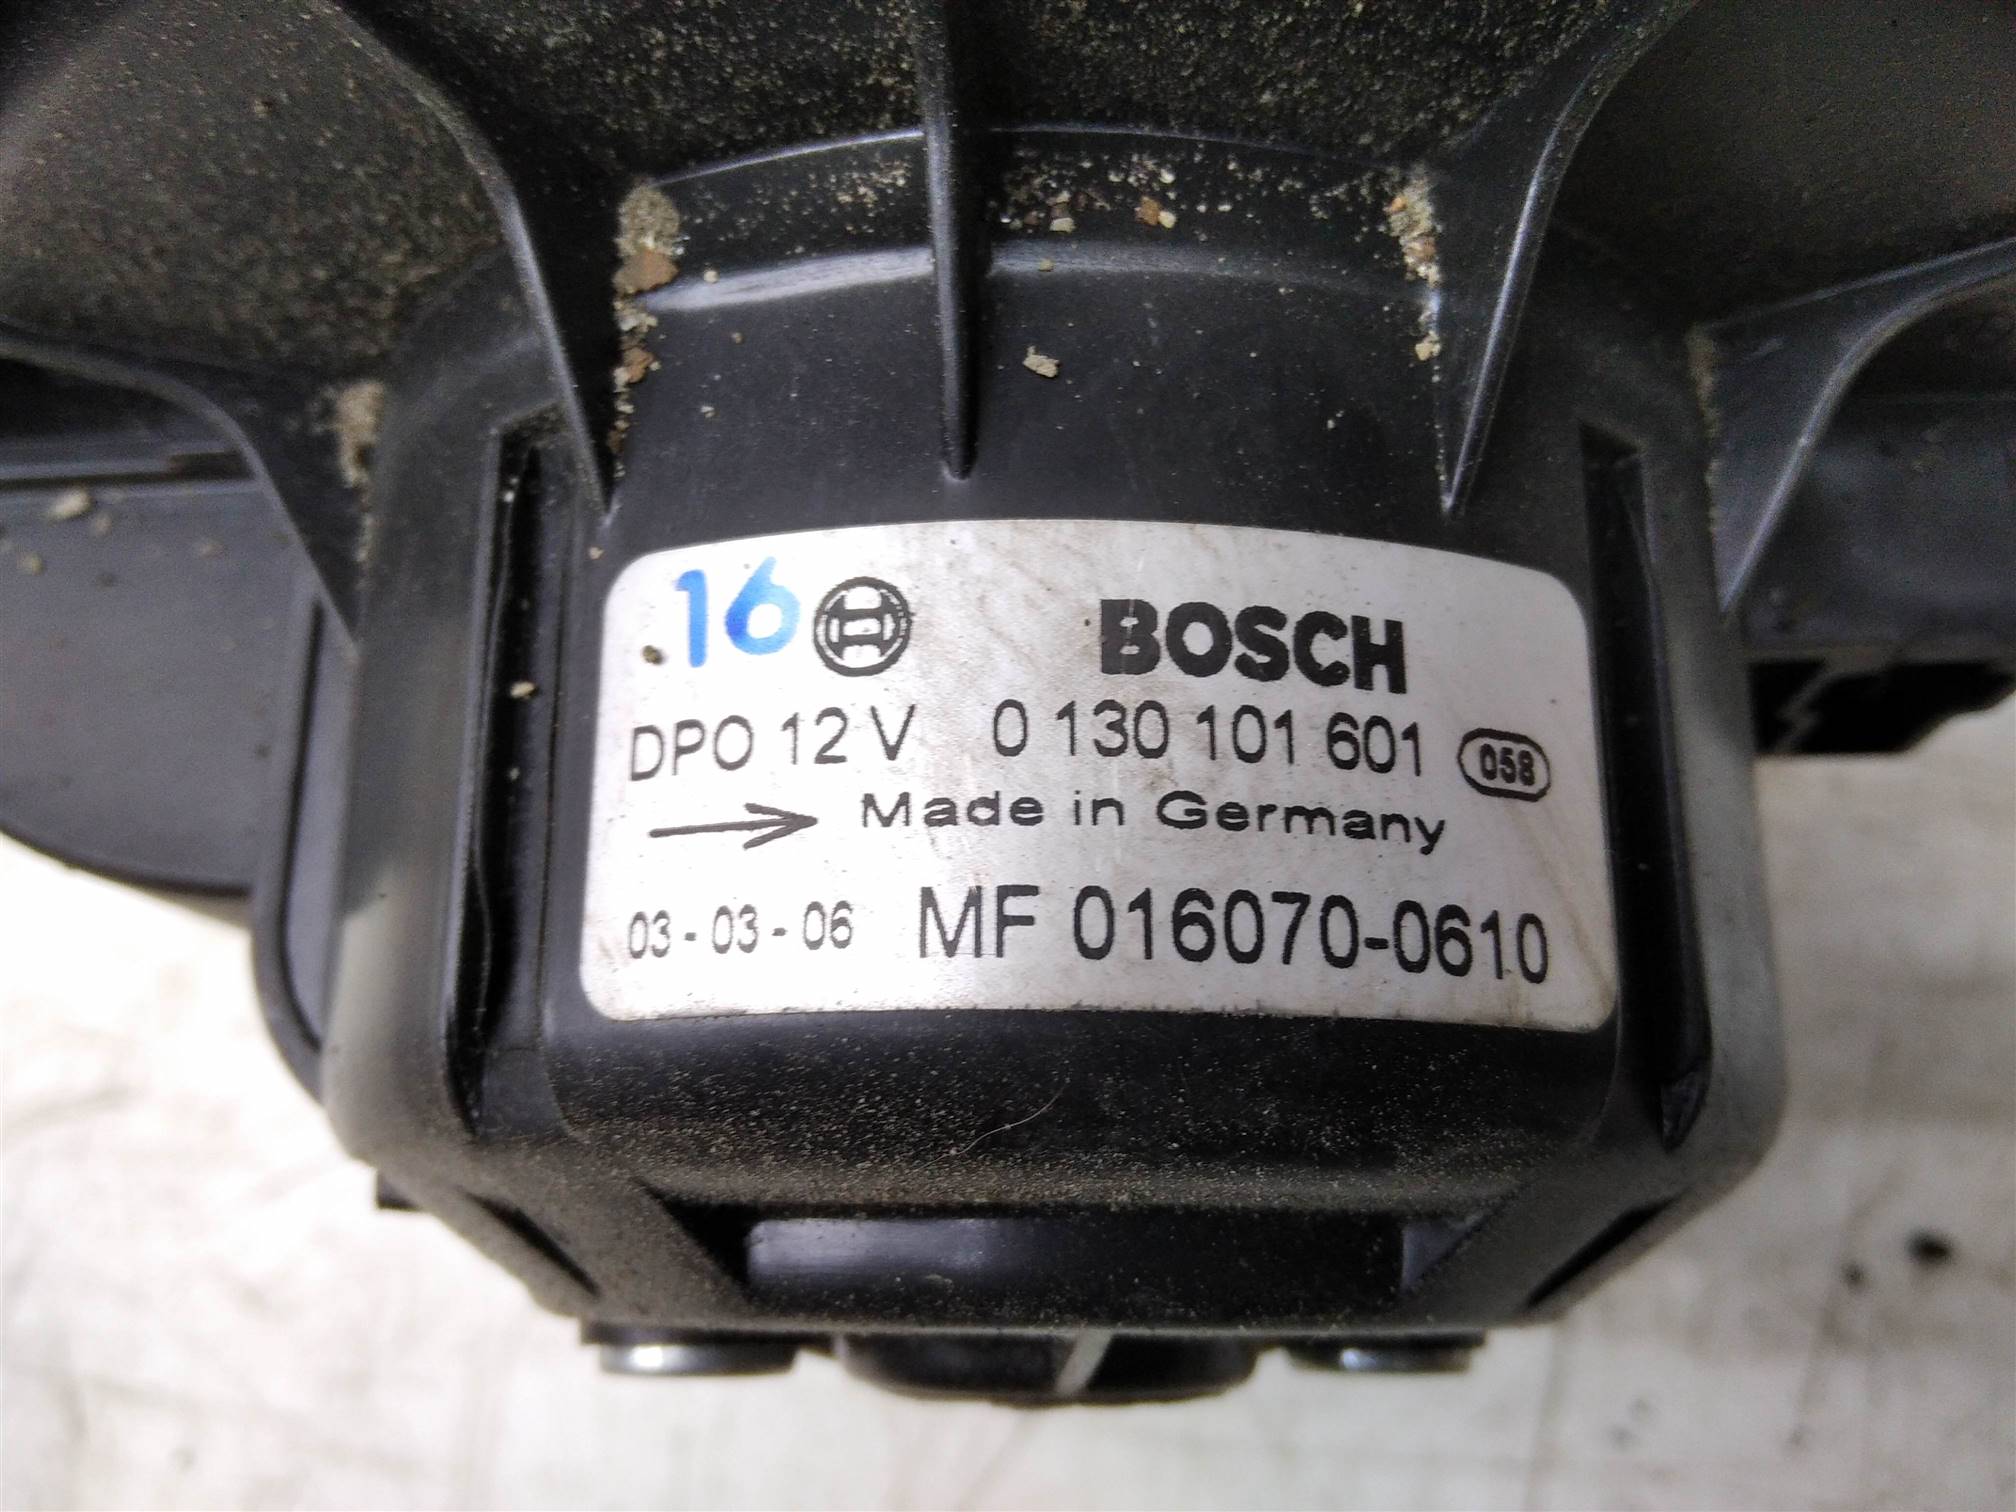 16 BOSCH
DPO 12 V 0 130 101 601 058
Made in Germany
03-03-06 MF 016070-0610